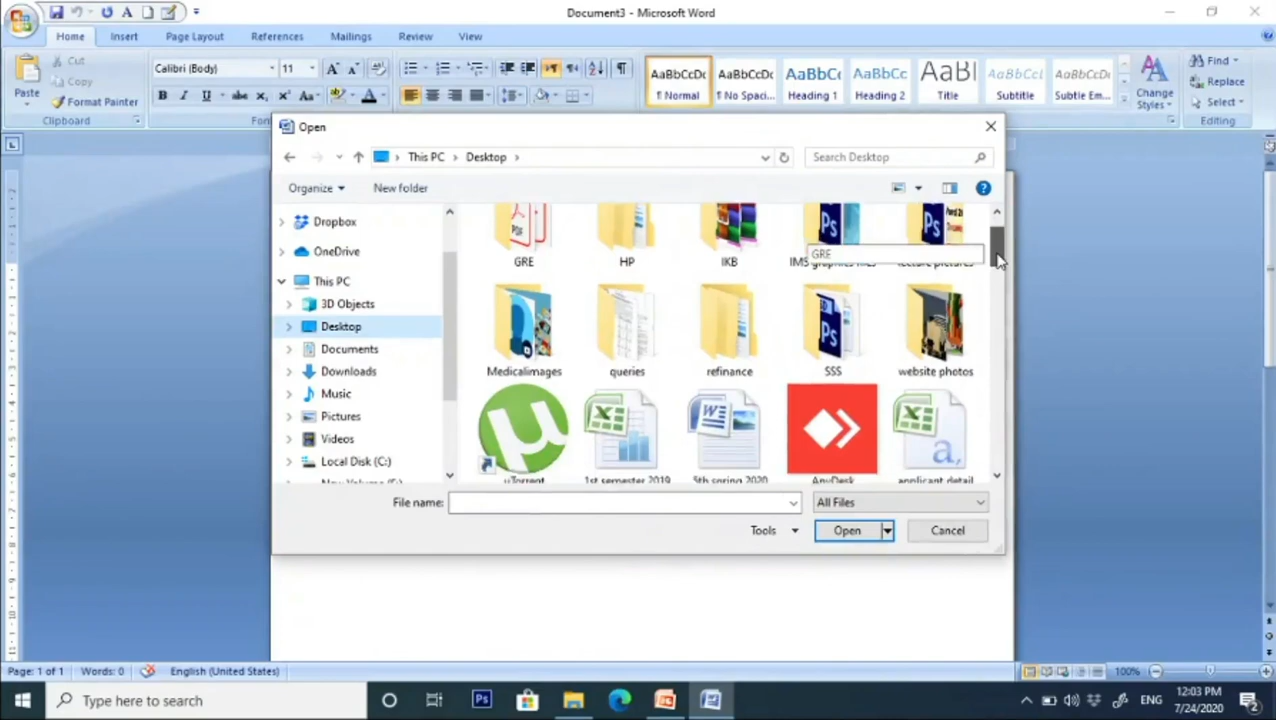 Document3 - Microsoft Word
Home Insert Page Layout References Mailings Review View
Paste
Cut
Copy
Format Painter
Clipboard
Calibri (Body) 11
AaBbCcDc AaBbCcDc AaBbC AaBbCc AaBbCcDc AaBbCcDc
¶ Normal ¶ No Spaci... Heading 1 Heading 2 Title Subtitle Subtle Em...
Change
Styles
Find
Replace
Select
Editing
Open
This PC Desktop
Search Desktop
Organize New folder
Dropbox
OneDrive
This PC
3D Objects
Desktop
Documents
Downloads
Music
Pictures
Videos
Local Disk (C:)
GRE HP IKB
GRE
Medicalimages queries refinance SSS website photos
uTorrent 1st semester 2019 5th spring 2020 AnyDesk applicant detail
File name: All Files
Tools Open Cancel
Page: 1 of 1 Words: 0 English (United States) 100%
Type here to search
ENG
12:03 PM
7/24/2020